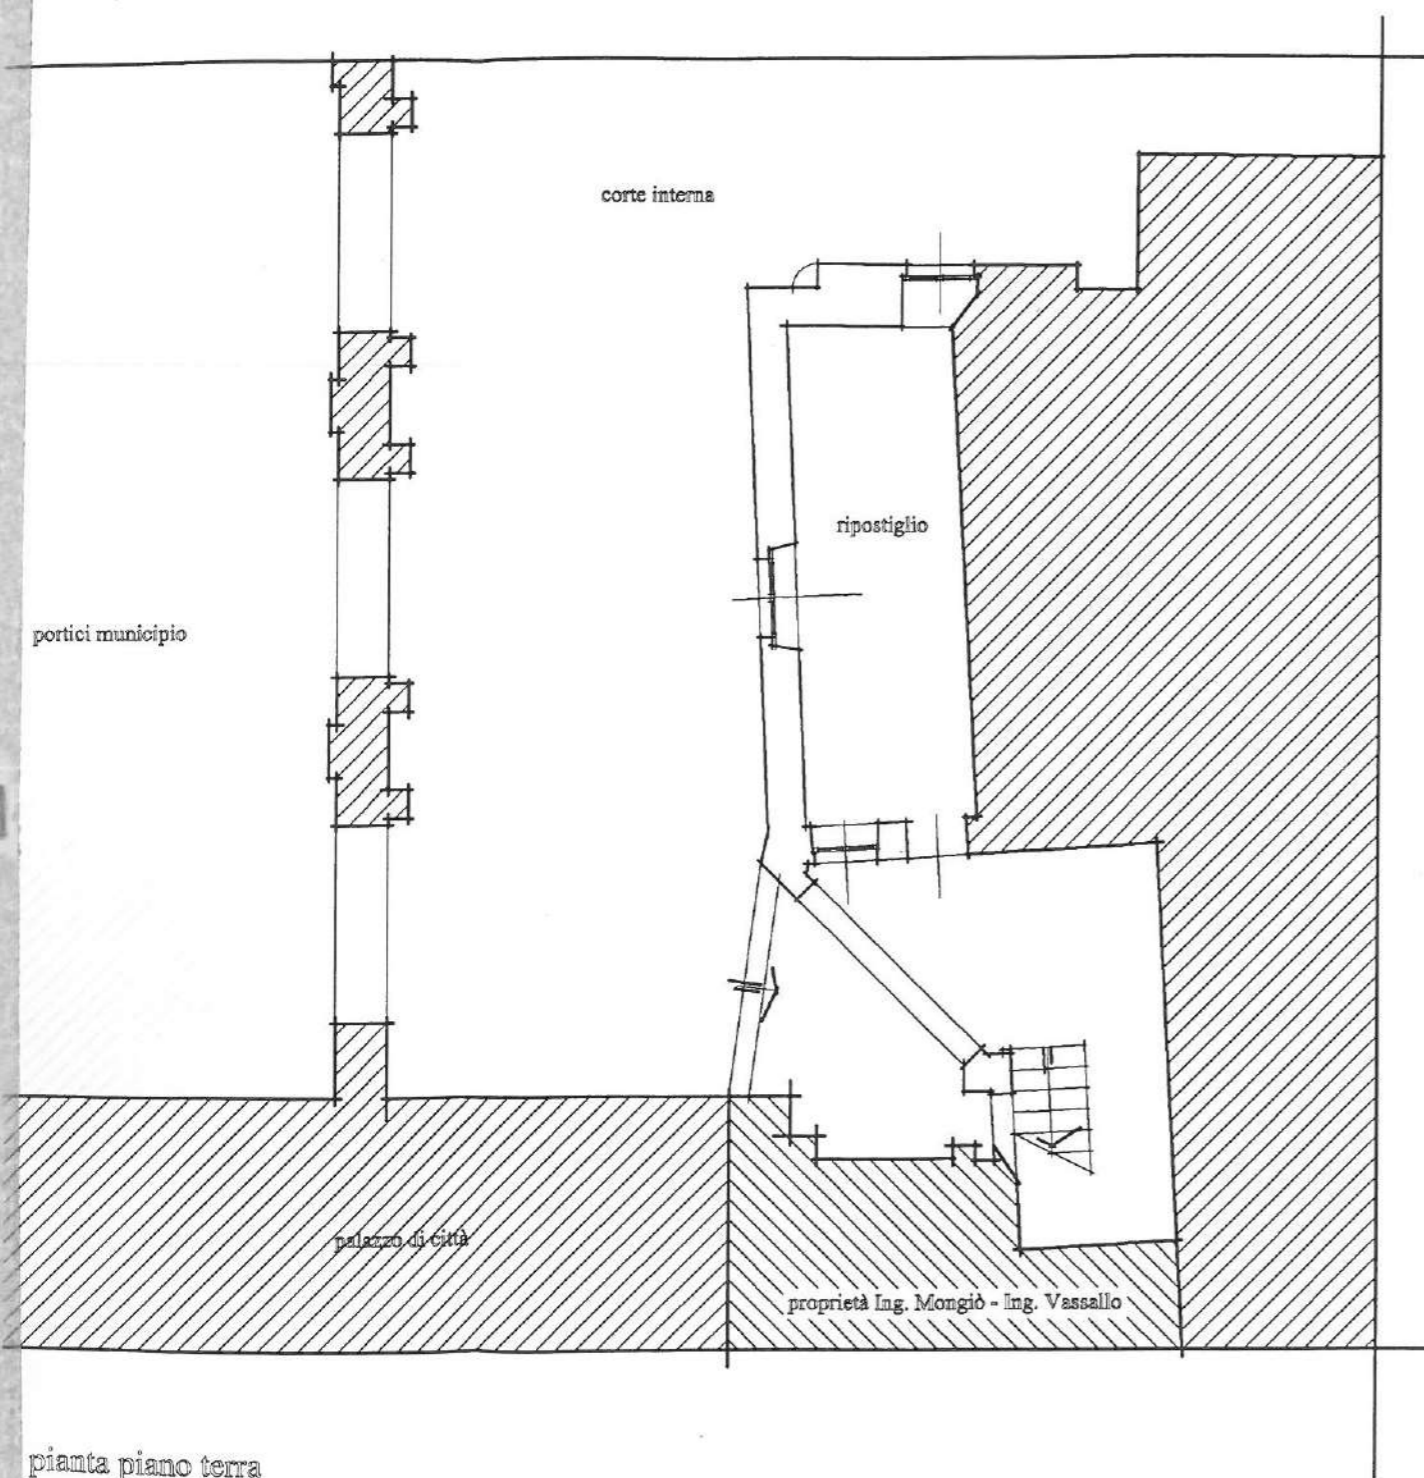 corte interna
ripostiglio
portici municipio
palazzo di città
proprietà Ing. Mongiò - Ing. Vassallo
pianta piano terra